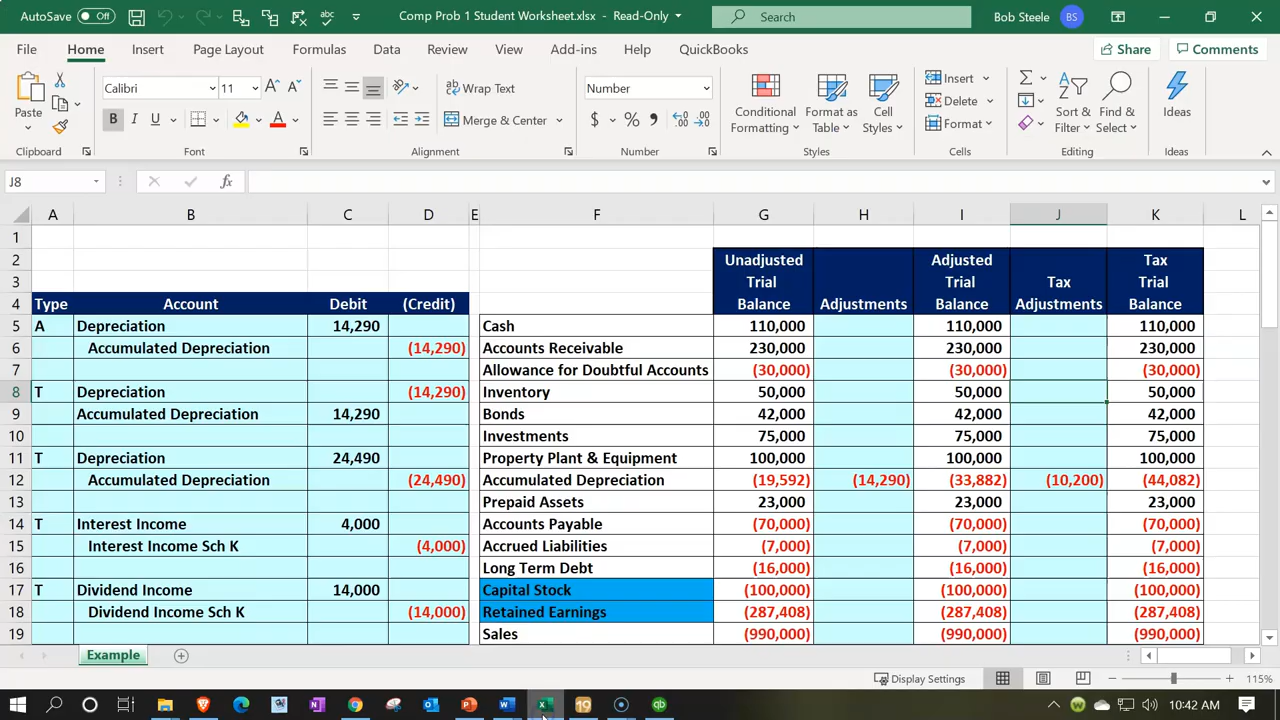 AutoSave Off Comp Prob 1 Student Worksheet.xlsx - Read-Only Search Bob Steele BS
File Home Insert Page Layout Formulas Data Review View Add-ins Help QuickBooks Share Comments
Calibri 11 Wrap Text Number Insert
Paste B I U A Merge & Center $ % Conditional Formatting Format as Table Cell Styles Delete Format Sort & Filter Find & Select Ideas
Clipboard Font Alignment Number Styles Cells Editing Ideas
J8 fx
A B C D E F G H I J K L
1
2 Unadjusted Adjusted Tax
3 Trial Trial Tax Trial
4 Type Account Debit (Credit) Balance Adjustments Balance Adjustments Balance
5 A Depreciation 14,290 Cash 110,000 110,000 110,000
6 Accumulated Depreciation (14,290) Accounts Receivable 230,000 230,000 230,000
7 Allowance for Doubtful Accounts (30,000) (30,000) (30,000)
8 T Depreciation (14,290) Inventory 50,000 50,000 50,000
9 Accumulated Depreciation 14,290 Bonds 42,000 42,000 42,000
10 Investments 75,000 75,000 75,000
11 T Depreciation 24,490 Property Plant & Equipment 100,000 100,000 100,000
12 Accumulated Depreciation (24,490) Accumulated Depreciation (19,592) (14,290) (33,882) (10,200) (44,082)
13 Prepaid Assets 23,000 23,000 23,000
14 T Interest Income 4,000 Accounts Payable (70,000) (70,000) (70,000)
15 Interest Income Sch K (4,000) Accrued Liabilities (7,000) (7,000) (7,000)
16 Long Term Debt (16,000) (16,000) (16,000)
17 T Dividend Income 14,000 Capital Stock (100,000) (100,000) (100,000)
18 Dividend Income Sch K (14,000) Retained Earnings (287,408) (287,408) (287,408)
19 Sales (990,000) (990,000) (990,000)
Example
Display Settings 115%
10:42 AM